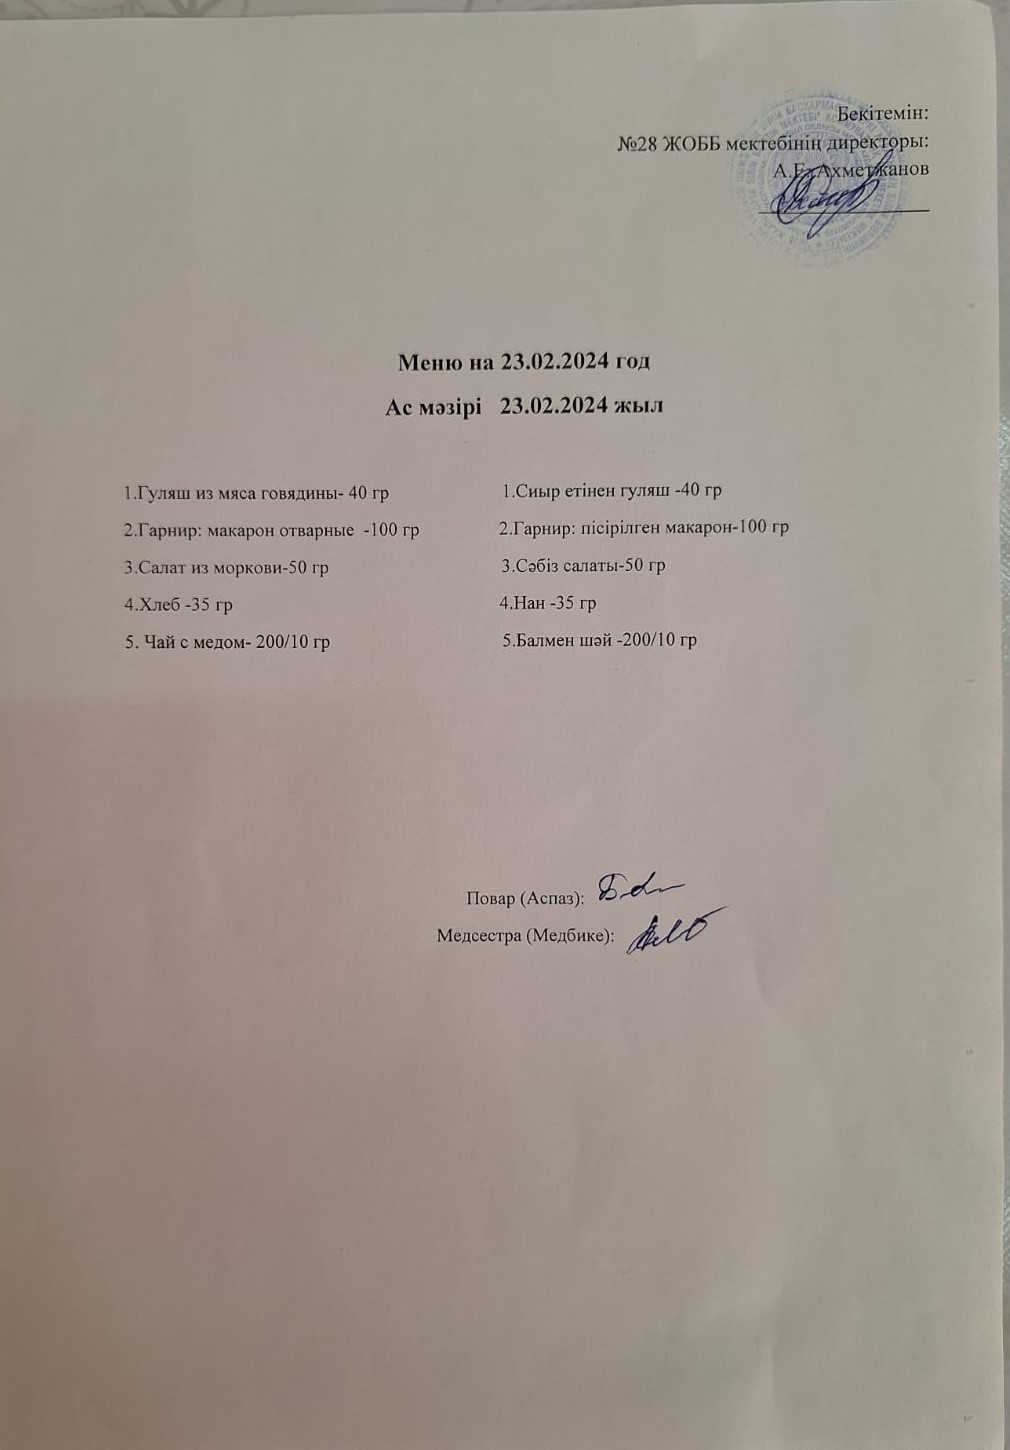 Бекітемін:
№28 ЖОББ мектебінің директоры:
А.Е. Ахметжанов
Меню на 23.02.2024 год
Ас мәзірі 23.02.2024 жыл
1.Гуляш из мяса говядины- 40 гр
2.Гарнир: макарон отварные -100 гр
3.Салат из моркови-50 гр
4.Хлеб -35 гр
5. Чай с медом- 200/10 гр
1.Сиыр етінен гуляш -40 гр
2.Гарнир: пісірілген макарон-100 гр
3.Сәбіз салаты-50 гр
4.Нан -35 гр
5.Балмен шәй -200/10 гр
Повар (Аспаз):
Медсестра (Медбике):